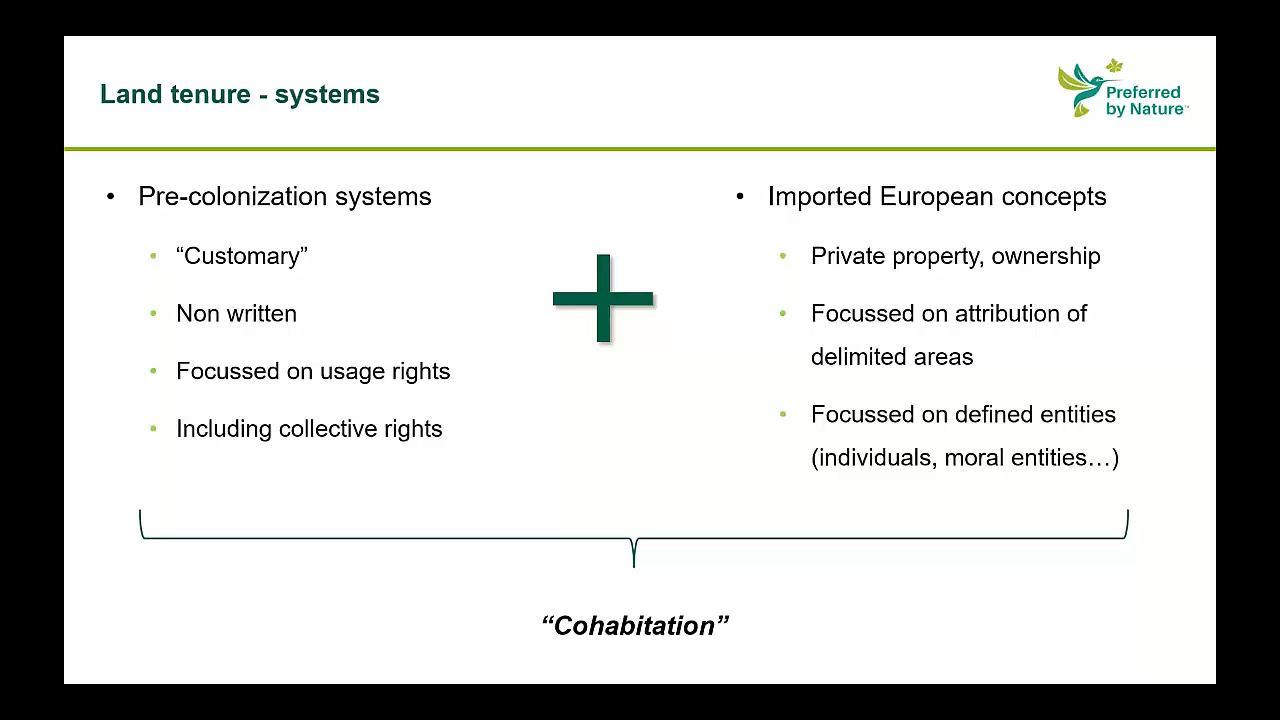 Land tenure - systems
Preferred
by Nature™
• Pre-colonization systems
• “Customary”
• Non written
• Focussed on usage rights
• Including collective rights
• Imported European concepts
• Private property, ownership
• Focussed on attribution of
delimited areas
• Focussed on defined entities
(individuals, moral entities…)
“Cohabitation”